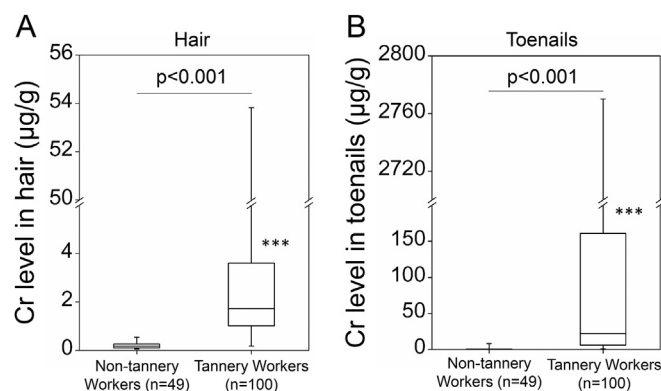 A
Hair
56
54
52
50
4
2
0
Cr level in hair (µg/g)
p<0.001
***
Non-tannery
Workers (n=49)
Tannery Workers
(n=100)
B
Toenails
2800
2760
2720
150
100
50
0
Cr level in toenails (µg/g)
p<0.001
***
Non-tannery
Workers (n=49)
Tannery Workers
(n=100)